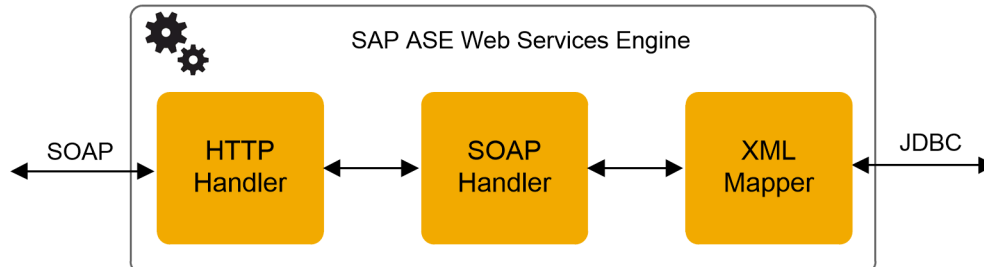 SAP ASE Web Services Engine
SOAP
HTTP
Handler
SOAP
Handler
XML
Mapper
JDBC